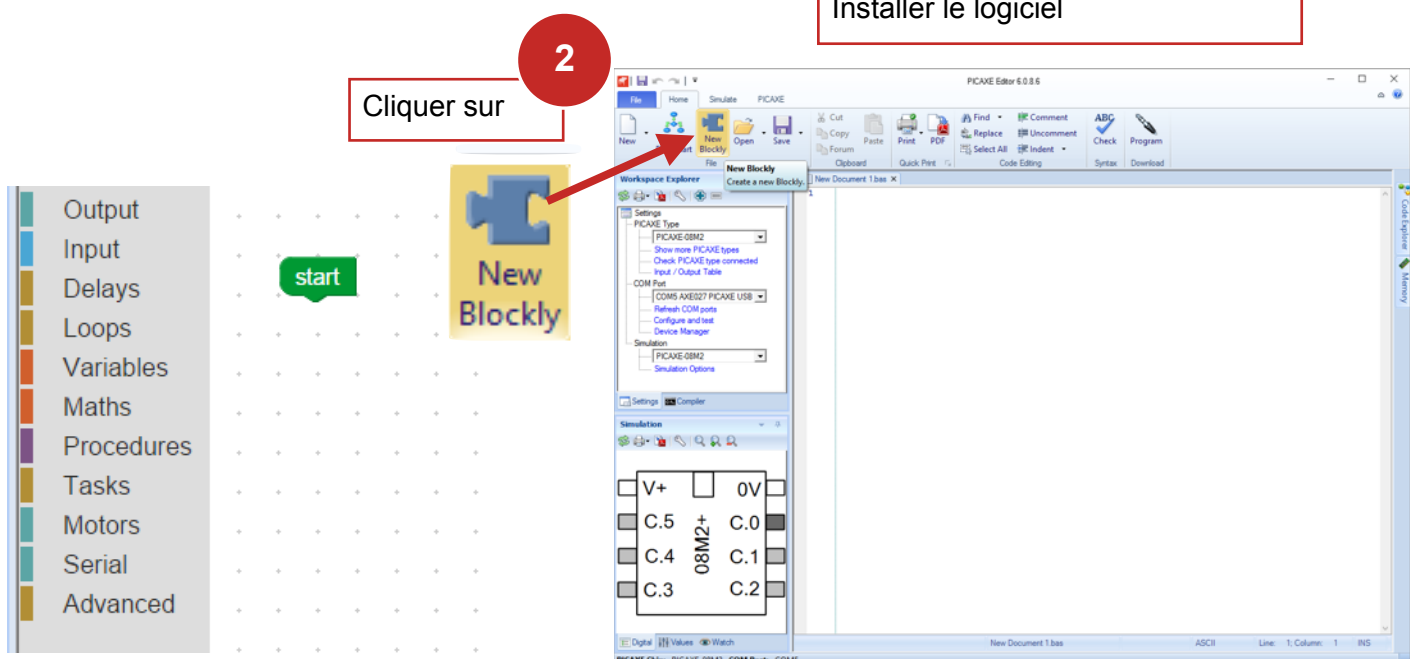 Installer le logiciel
2
Cliquer sur
Output
Input
Delays
Loops
Variables
Maths
Procedures
Tasks
Motors
Serial
Advanced
start
New
Blockly
PICAXE Editor 6.0.8.6
File Home Simulate PICAXE
New
art
New Blockly
Open
Save
Cut
Copy
Forum
Paste
Print
PDF
Find
Replace
Select All
Comment
Uncomment
Indent
ABC
Check
Program
File Clipboard Quick Print Code Editing Syntax Download
New Blockly
Create a new Blockly.
Workspace Explorer
New Document 1.bas
1
Settings
PICAXE Type
PICAXE-08M2
Show more PICAXE types
Check PICAXE type connected
Input / Output Table
COM Port
COM5 AXE027 PICAXE USB
Refresh COM ports
Configure and test
Device Manager
Simulation
PICAXE-08M2
Simulation Options
Settings Compiler
Code Explorer
Memory
Simulation
V+ 0V
C.5 C.0
C.4 C.1
C.3 C.2
08M2+
Digital Values Watch
New Document 1.bas ASCII Line: 1; Column: 1 INS